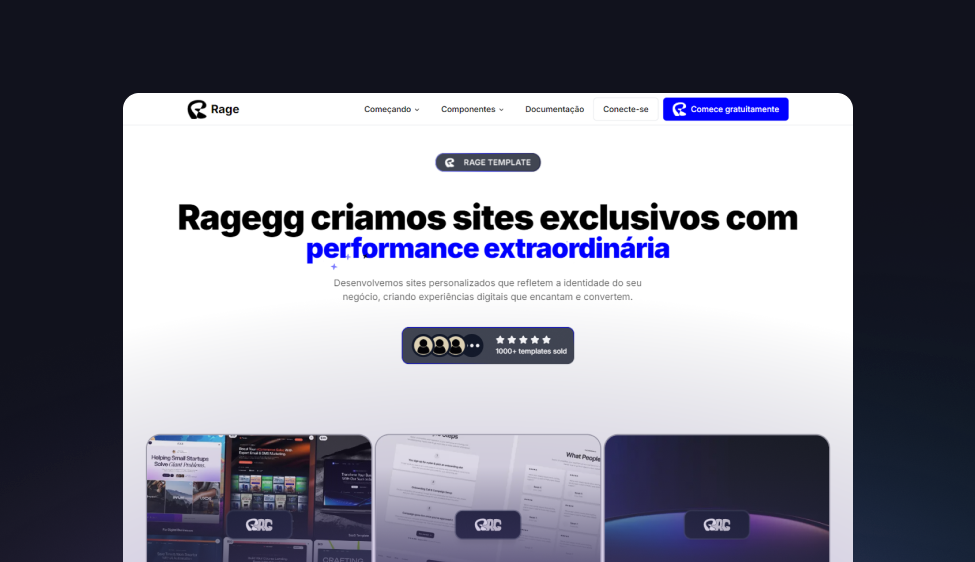 Rage
Começando
Componentes
Documentação
Conecte-se
Comece gratuitamente
RAGE TEMPLATE
Ragegg criamos sites exclusivos com
performance extraordinária
Desenvolvemos sites personalizados que refletem a identidade do seu
negócio, criando experiências digitais que encantam e convertem.
1000+ templates sold
Helping Small Startups
Solve Giant Problems
What People
CRAFTING